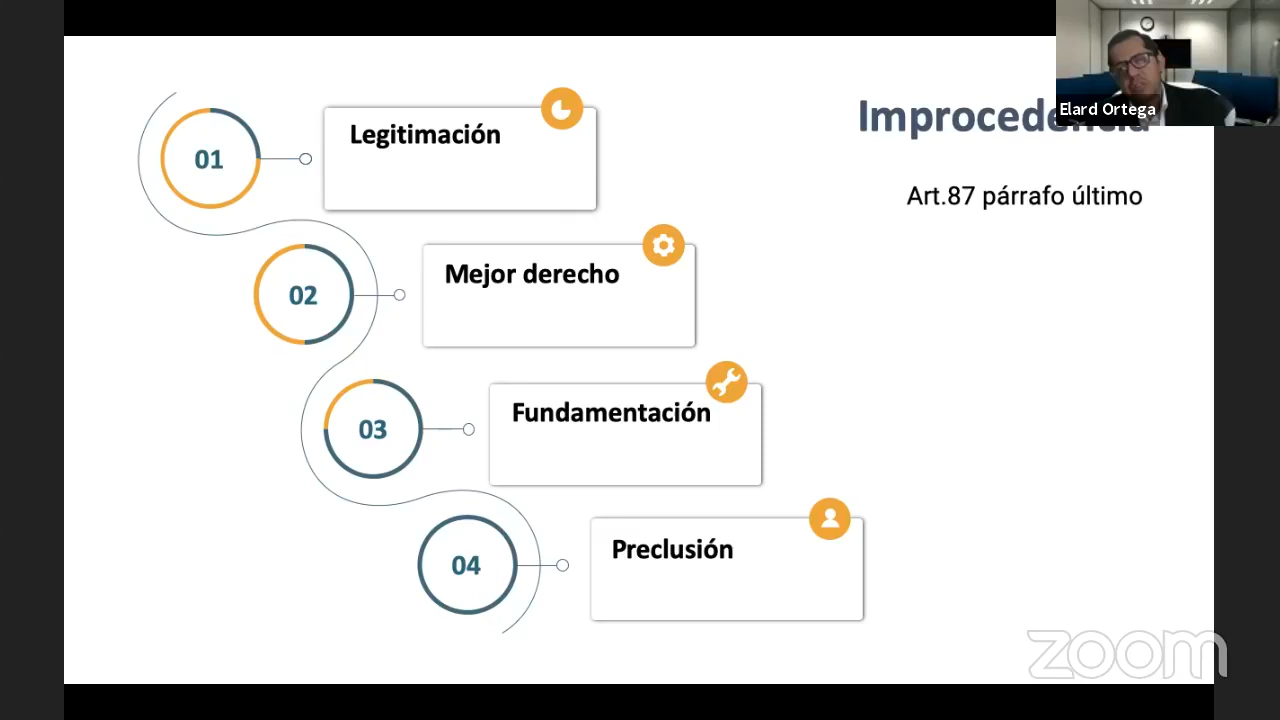 Elard Ortega
Improcedencia
Art.87 párrafo último
01
Legitimación
02
Mejor derecho
03
Fundamentación
04
Preclusión
zoom